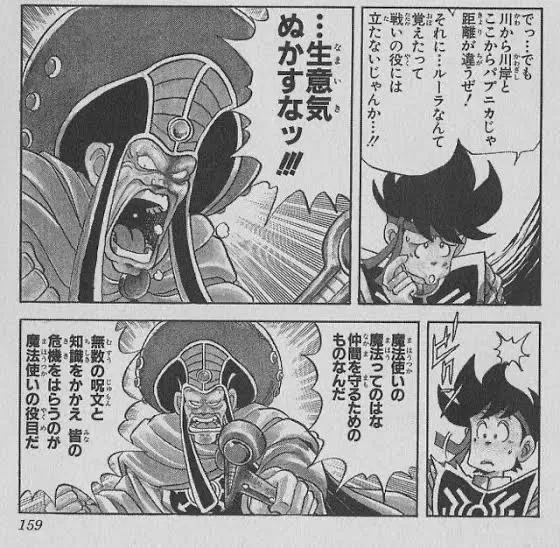 でっ…でも
川から川岸と
ここからパプニカじゃ
距離が違うぜ!
それに…ルーラなんて
覚えたって
戦いの役には
立たないじゃんか…!!
…生意気
ぬかすなッ!!!
ビクッ
魔法使いの
魔法ってのはな
仲間を守るための
ものなんだ
無数の呪文と
知識をかかえ 皆の
危機をはらうのが
魔法使いの役目だ
159